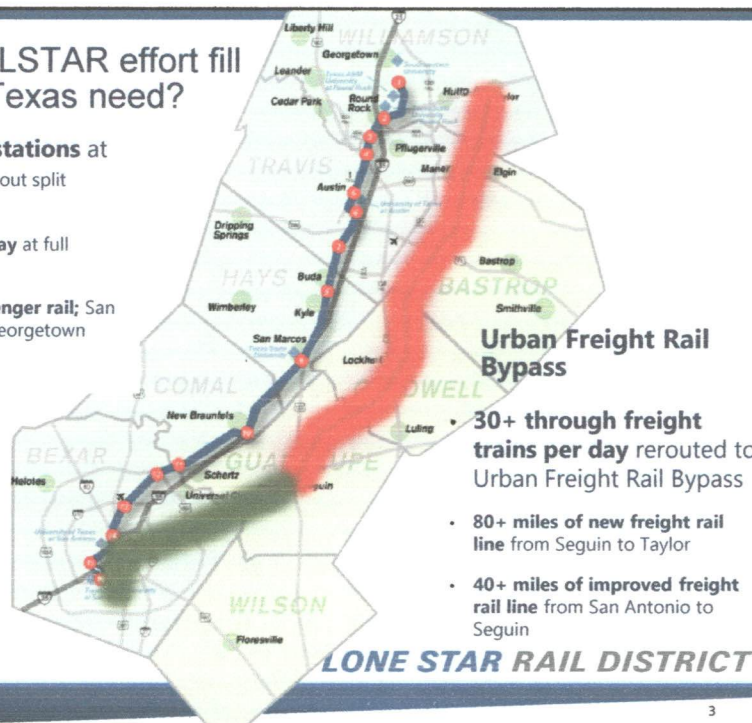 LSTAR effort fill
Texas need?
stations at
out split
ay at full
nger rail; San
eorgetown
Liberty Hill
WILLIAMSON
Georgetown
Leander
Cedar Park
Round
Rock
Hutto
lor
TRAVIS
Pflugerville
Manor
Elgin
Austin
Dripping
Springs
Bastrop
BASTROP
HAYS
Buda
Smithville
Wimberley
Kyle
San Marcos
Lockhart
CALDWELL
COMAL
New Braunfels
Luling
BEXAR
GUADALUPE
Helotes
Schertz
guin
WILSON
Floresville
Urban Freight Rail
Bypass
• 30+ through freight
trains per day rerouted to
Urban Freight Rail Bypass
• 80+ miles of new freight rail
line from Seguin to Taylor
• 40+ miles of improved freight
rail line from San Antonio to
Seguin
LONE STAR RAIL DISTRICT
3